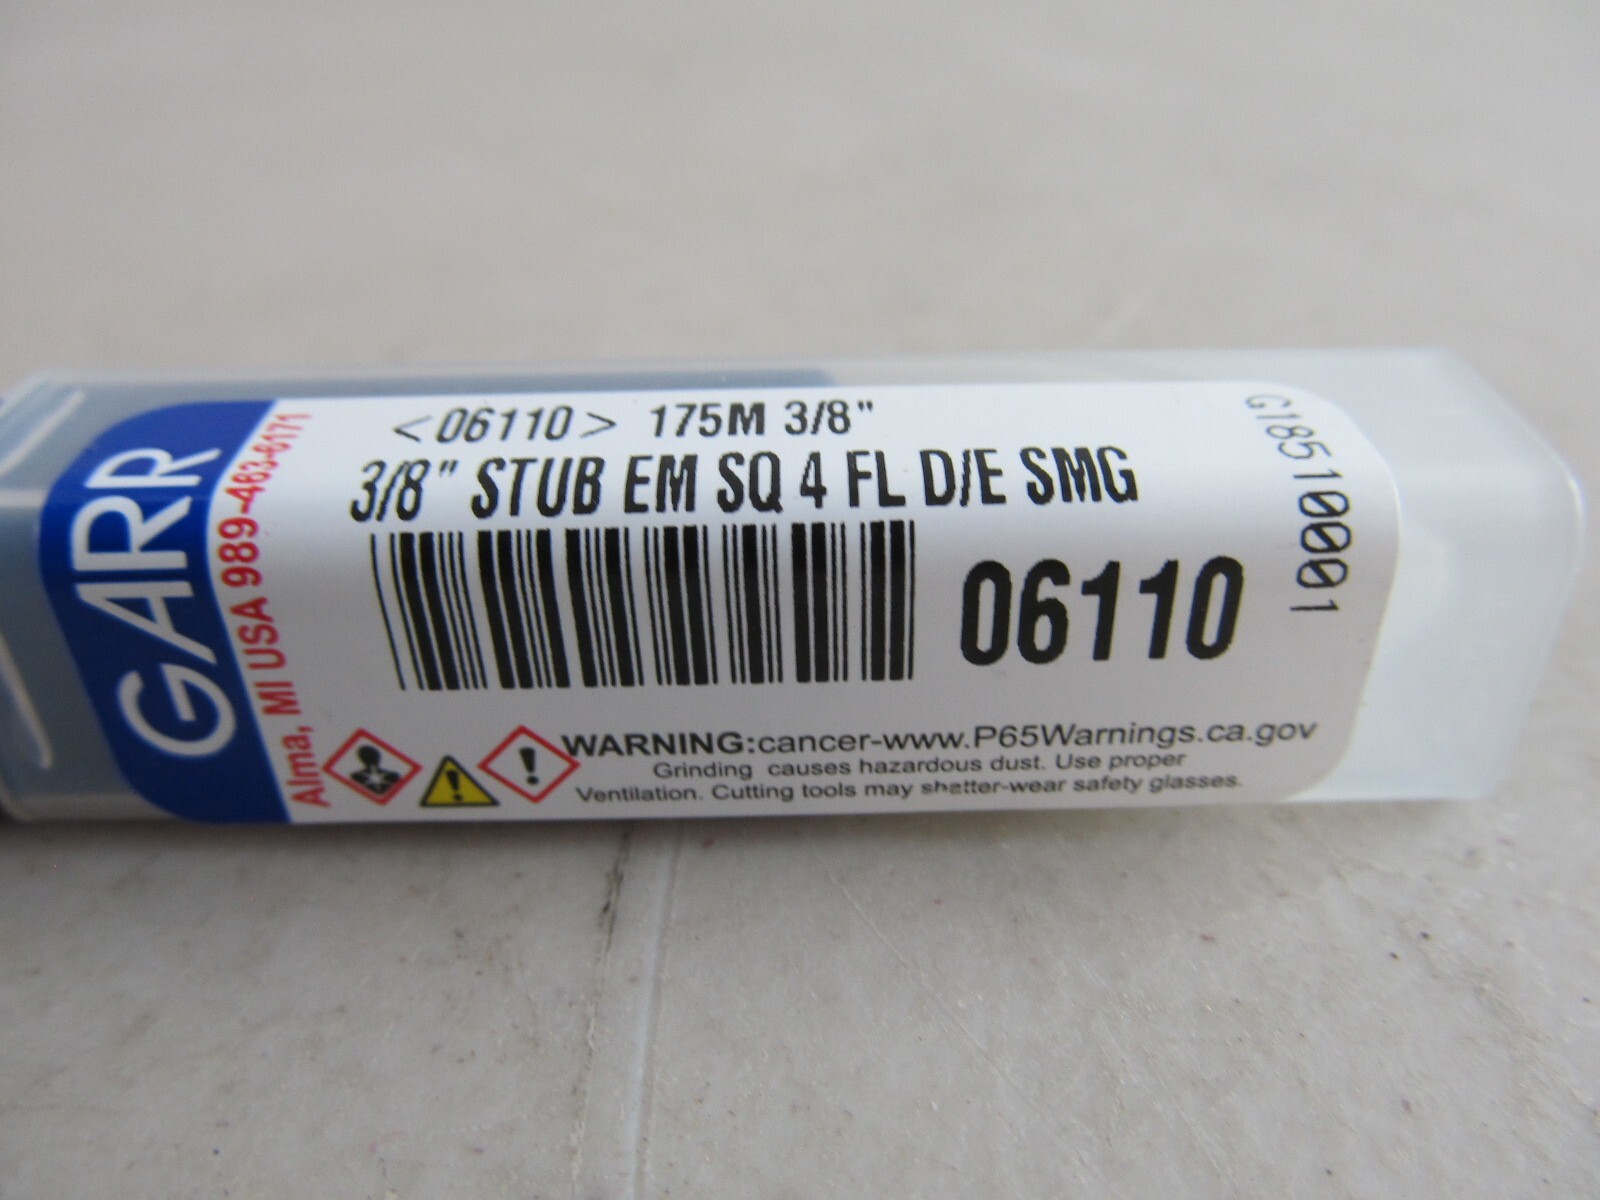 GARR
Alma, MI USA 989-463-6171
<06110> 175M 3/8"
3/8" STUB EM SQ 4 FL D/E SMG
06110
G18510001
WARNING:cancer-www.P65Warnings.ca.gov
Grinding causes hazardous dust. Use proper
Ventilation. Cutting tools may shatter-wear safety glasses.